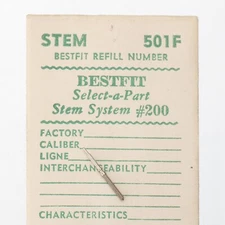 STEM 501F
BESTFIT REFILL NUMBER
BESTFIT
Select-a-Part
Stem System #200
FACTORY
CALIBER
LIGNE
INTERCHANGEABILITY
CHARACTERISTICS